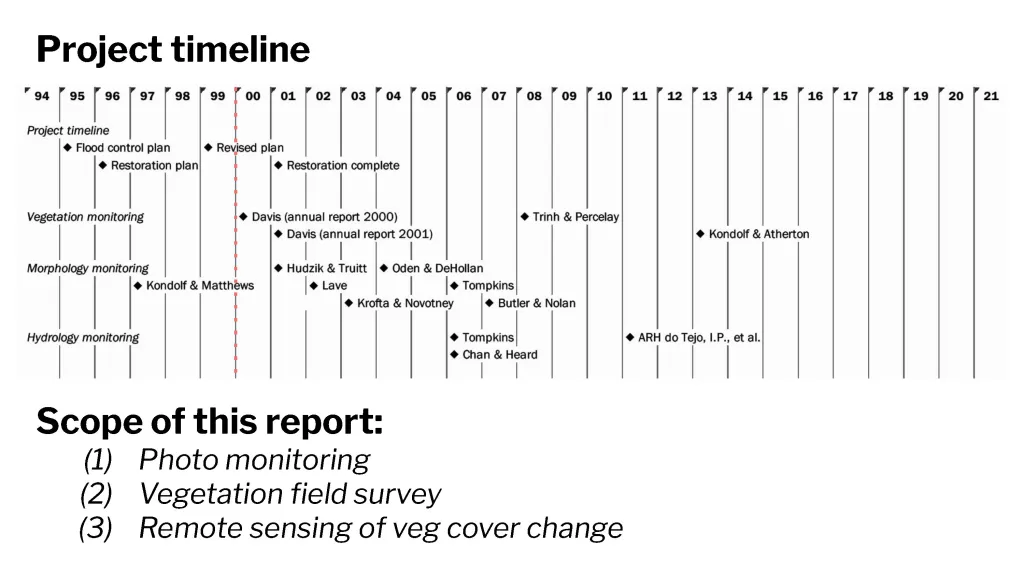 Project timeline
94 95 96 97 98 99 00 01 02 03 04 05 06 07 08 09 10 11 12 13 14 15 16 17 18 19 20 21
Project timeline
Flood control plan Revised plan
Restoration plan Restoration complete
Vegetation monitoring Davis (annual report 2000) Trinh & Percelay
Davis (annual report 2001) Kondolf & Atherton
Morphology monitoring Hudzik & Truitt Oden & DeHollan
Kondolf & Matthews Lave Tompkins
Krofta & Novotney Butler & Nolan
Hydrology monitoring Tompkins ARH do Tejo, I.P., et al.
Chan & Heard
Scope of this report:
(1) Photo monitoring
(2) Vegetation field survey
(3) Remote sensing of veg cover change